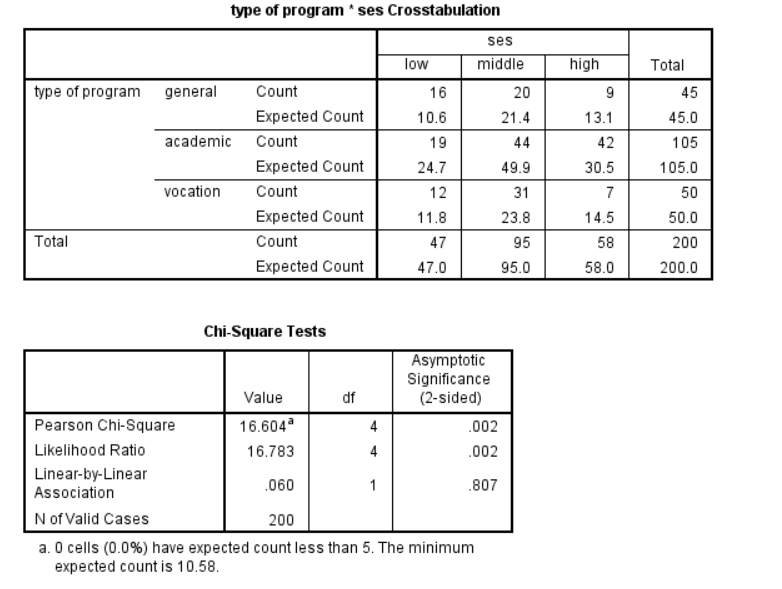 type of program * ses Crosstabulation
ses
low middle high Total
type of program general Count 16 20 9 45
Expected Count 10.6 21.4 13.1 45.0
academic Count 19 44 42 105
Expected Count 24.7 49.9 30.5 105.0
vocation Count 12 31 7 50
Expected Count 11.8 23.8 14.5 50.0
Total Count 47 95 58 200
Expected Count 47.0 95.0 58.0 200.0
Chi-Square Tests
Value df Asymptotic Significance (2-sided)
Pearson Chi-Square 16.604a 4 .002
Likelihood Ratio 16.783 4 .002
Linear-by-Linear Association .060 1 .807
N of Valid Cases 200
a. 0 cells (0.0%) have expected count less than 5. The minimum
expected count is 10.58.